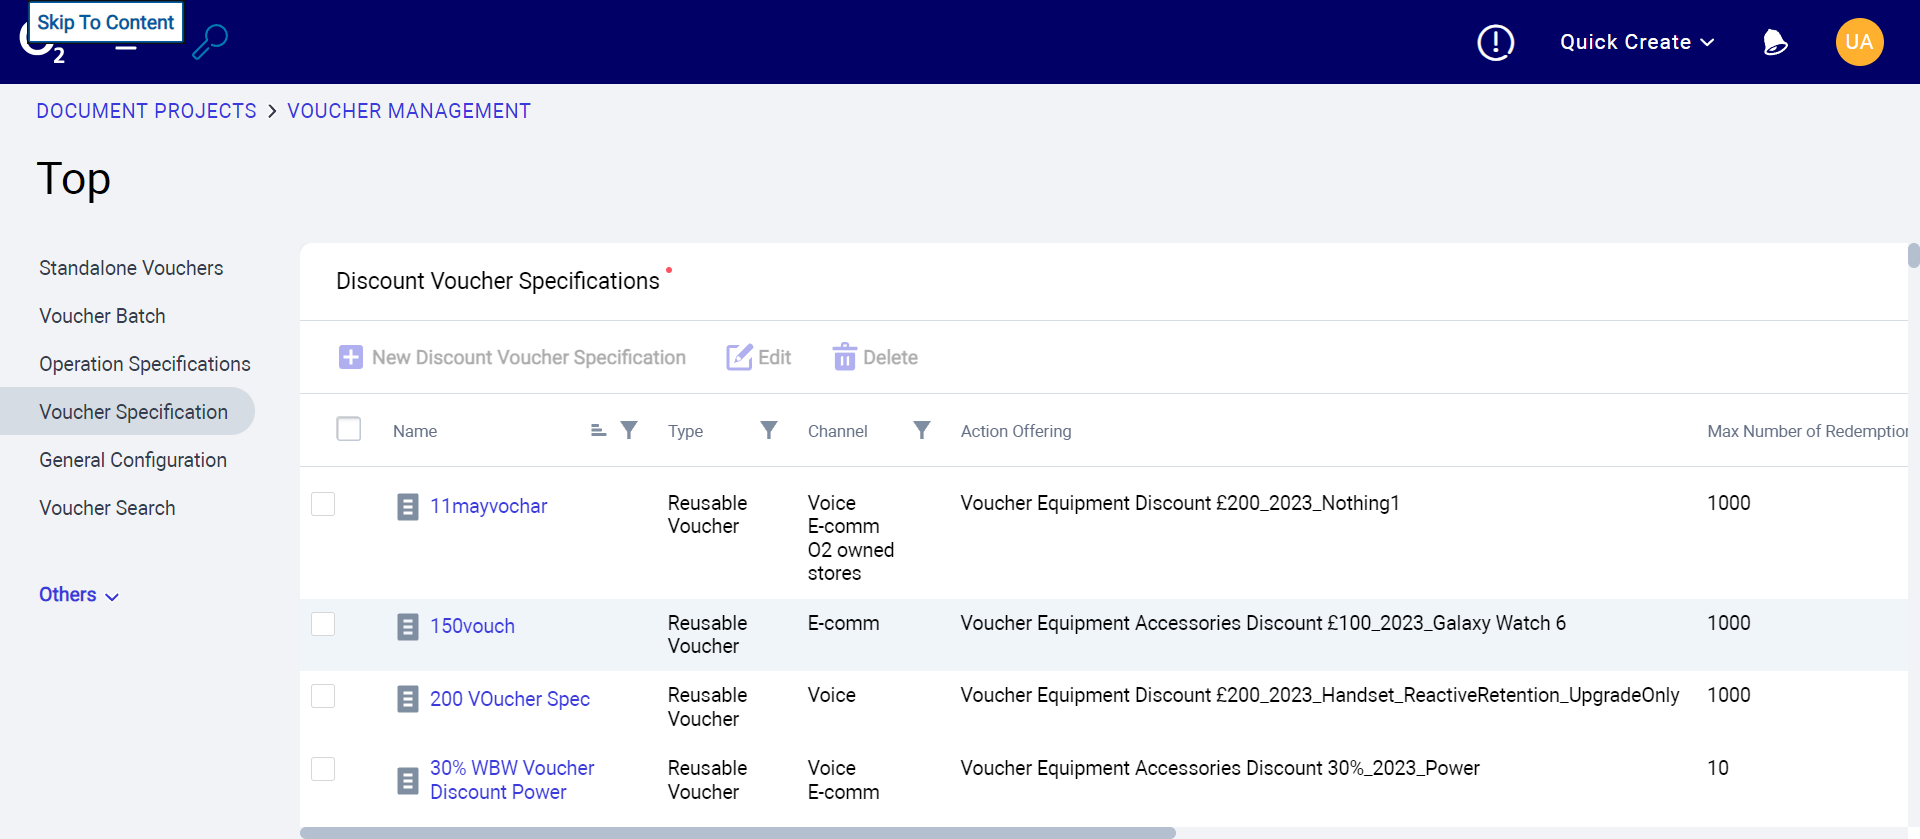 Skip To Content
2
Quick Create
UA
DOCUMENT PROJECTS > VOUCHER MANAGEMENT
Top
Standalone Vouchers
Voucher Batch
Operation Specifications
Voucher Specification
General Configuration
Voucher Search
Others
Discount Voucher Specifications
New Discount Voucher Specification Edit Delete
Name Type Channel Action Offering Max Number of Redemption
11mayvochar Reusable Voice Voucher Equipment Discount £200_2023_Nothing1 1000
Voucher E-comm
O2 owned
stores
150vouch Reusable E-comm Voucher Equipment Accessories Discount £100_2023_Galaxy Watch 6 1000
Voucher
200 VOucher Spec Reusable Voice Voucher Equipment Discount £200_2023_Handset_ReactiveRetention_UpgradeOnly 1000
Voucher
30% WBW Voucher Reusable Voice Voucher Equipment Accessories Discount 30%_2023_Power 10
Discount Power Voucher E-comm